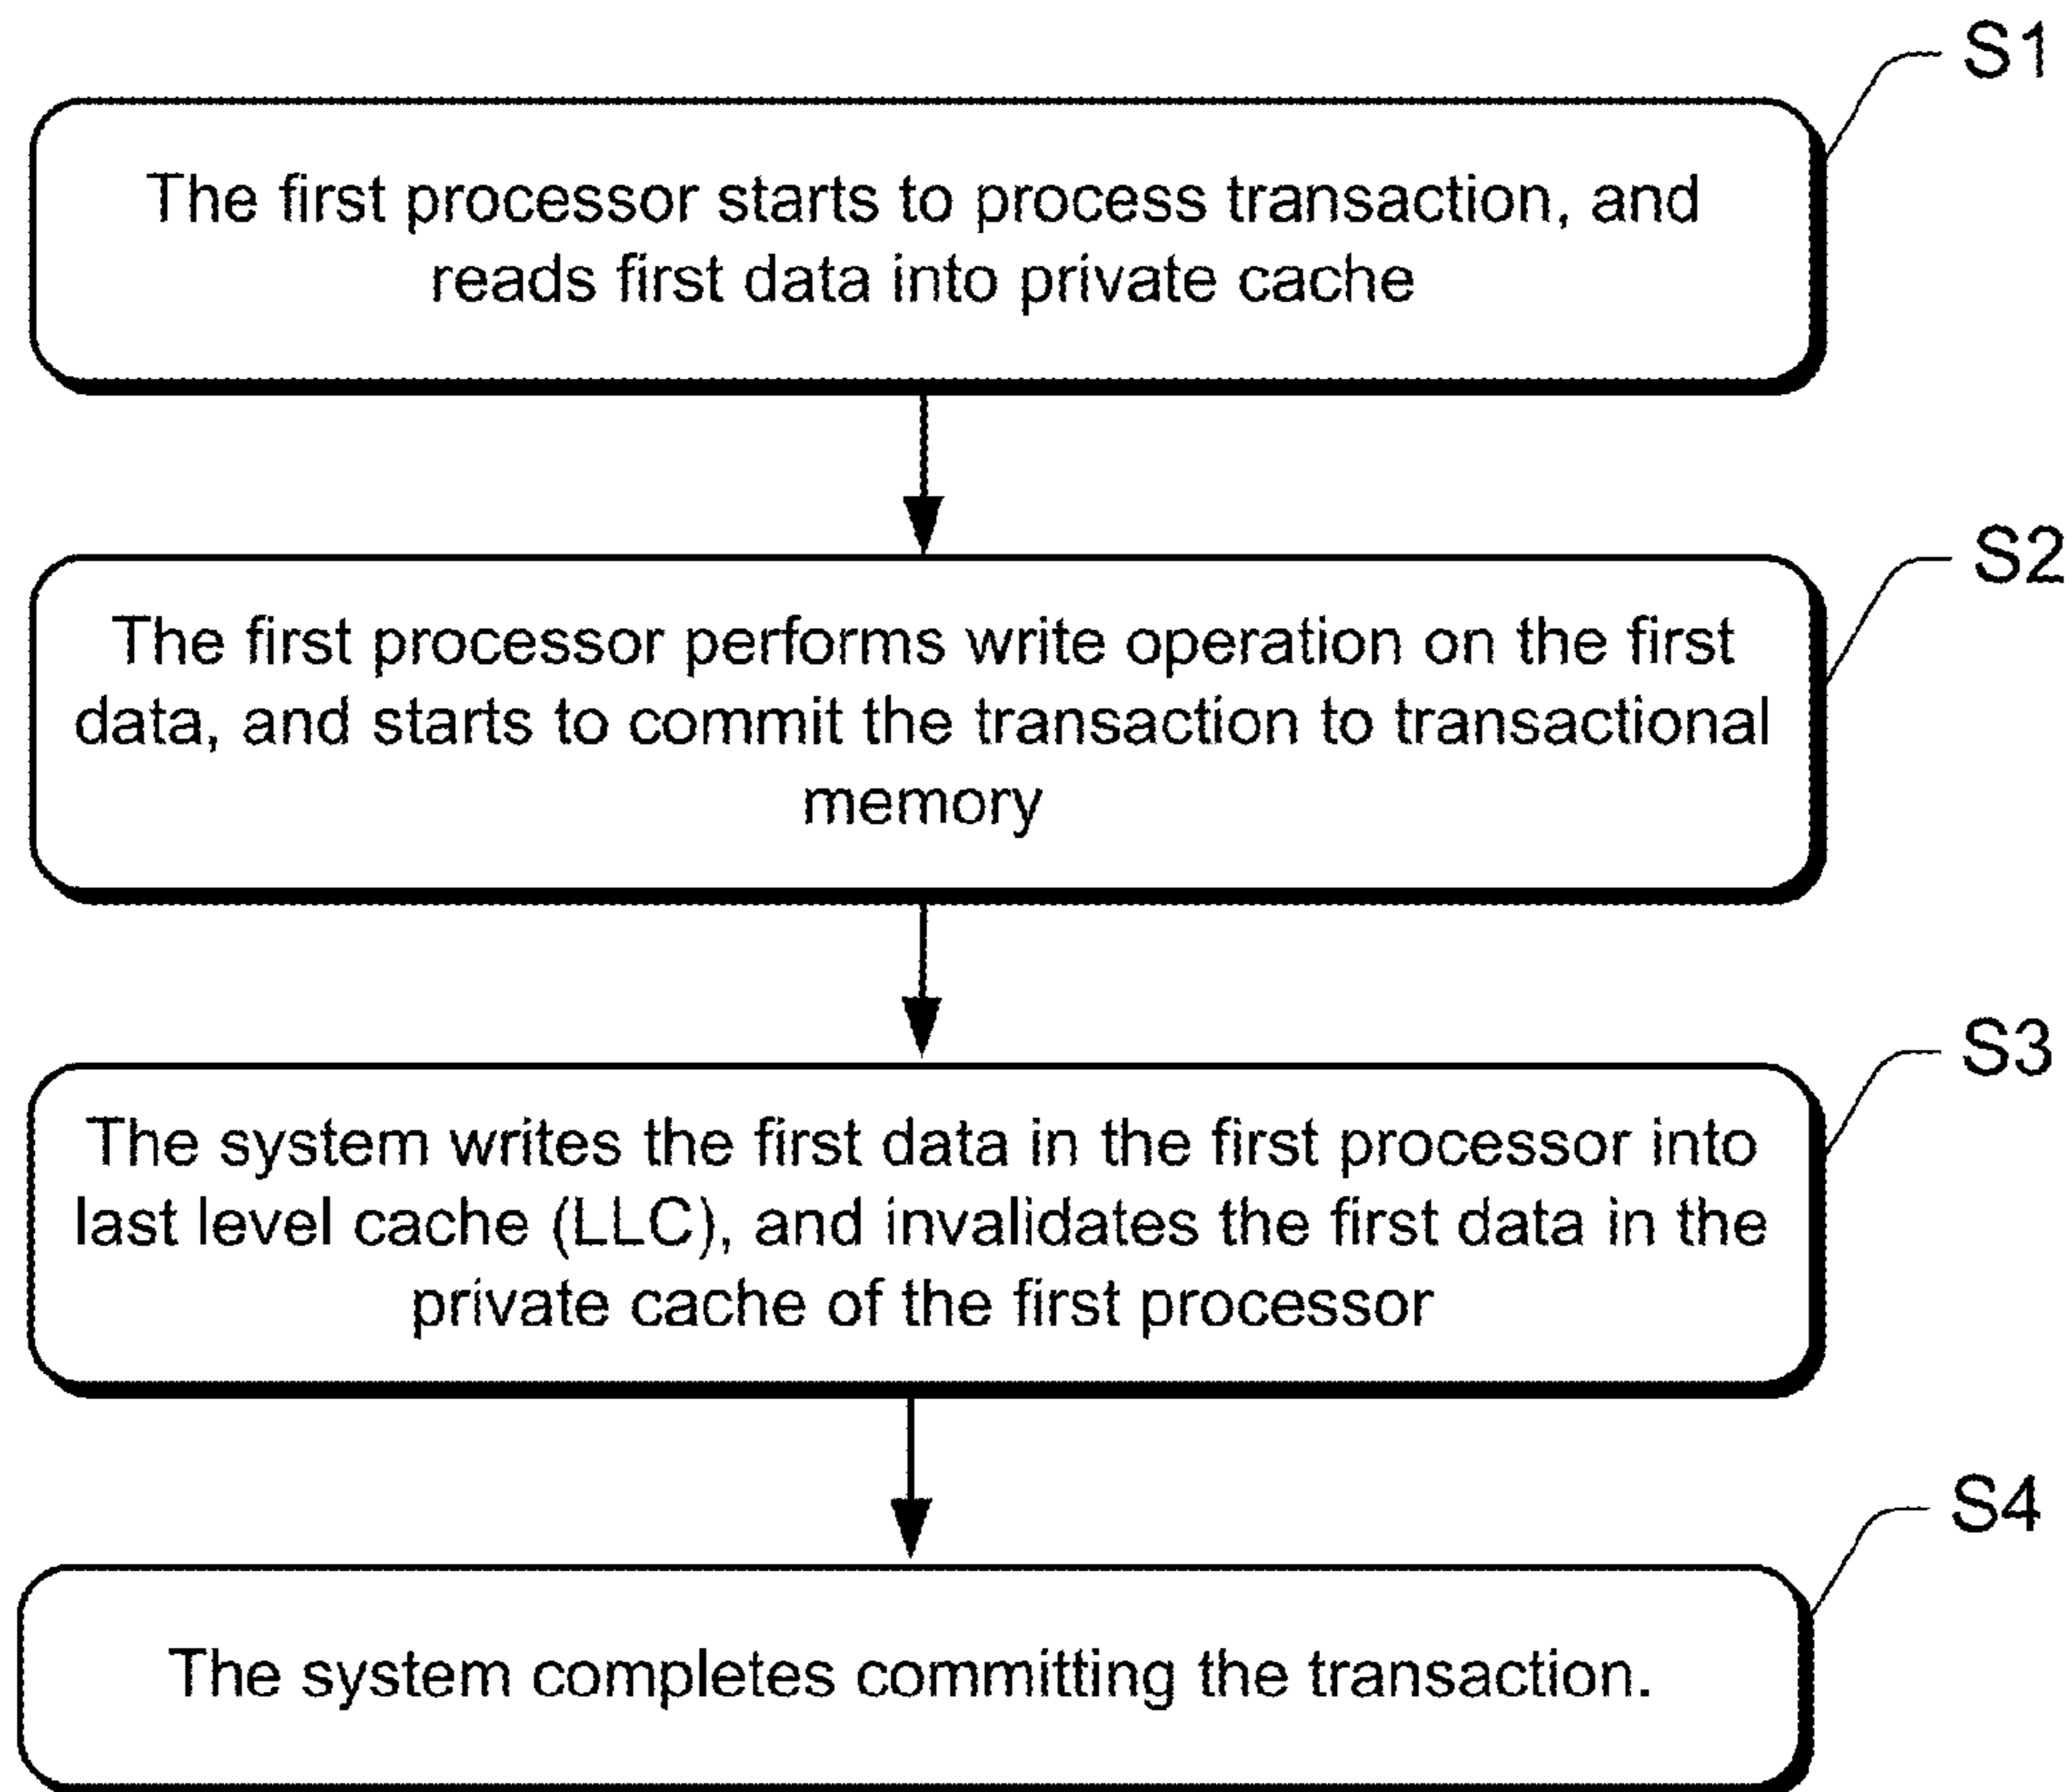 S1
The first processor starts to process transaction, and
reads first data into private cache
S2
The first processor performs write operation on the first
data, and starts to commit the transaction to transactional
memory
S3
The system writes the first data in the first processor into
last level cache (LLC), and invalidates the first data in the
private cache of the first processor
S4
The system completes committing the transaction.